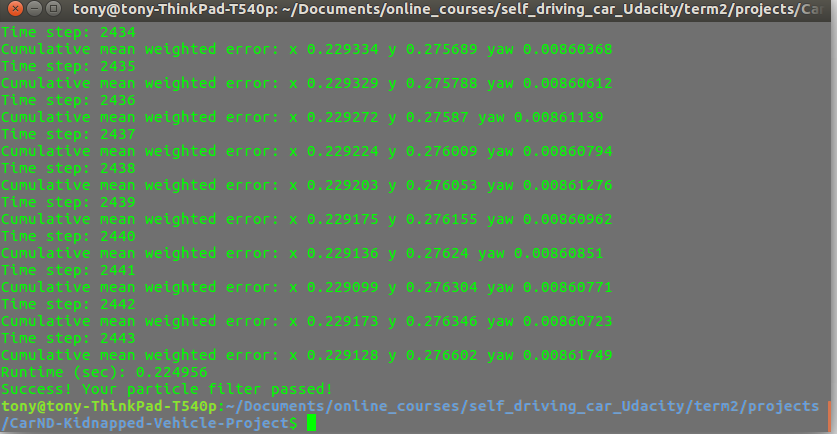 tony@tony-ThinkPad-T540p: ~/Documents/online_courses/self_driving_car_Udacity/term2/projects/Ca
Time step: 2434
Cumulative mean weighted error: x 0.229334 y 0.275689 yaw 0.00860368
Time step: 2435
Cumulative mean weighted error: x 0.229329 y 0.275788 yaw 0.00860612
Time step: 2436
Cumulative mean weighted error: x 0.229272 y 0.27587 yaw 0.00861139
Time step: 2437
Cumulative mean weighted error: x 0.229224 y 0.276009 yaw 0.00860794
Time step: 2438
Cumulative mean weighted error: x 0.229203 y 0.276053 yaw 0.00861276
Time step: 2439
Cumulative mean weighted error: x 0.229175 y 0.276155 yaw 0.00860962
Time step: 2440
Cumulative mean weighted error: x 0.229136 y 0.27624 yaw 0.00860851
Time step: 2441
Cumulative mean weighted error: x 0.229099 y 0.276304 yaw 0.00860771
Time step: 2442
Cumulative mean weighted error: x 0.229173 y 0.276346 yaw 0.00860723
Time step: 2443
Cumulative mean weighted error: x 0.229128 y 0.276602 yaw 0.00861749
Runtime (sec): 0.224956
Success! Your particle filter passed!
tony@tony-ThinkPad-T540p:~/Documents/online_courses/self_driving_car_Udacity/term2/projects
/CarND-Kidnapped-Vehicle-Project$